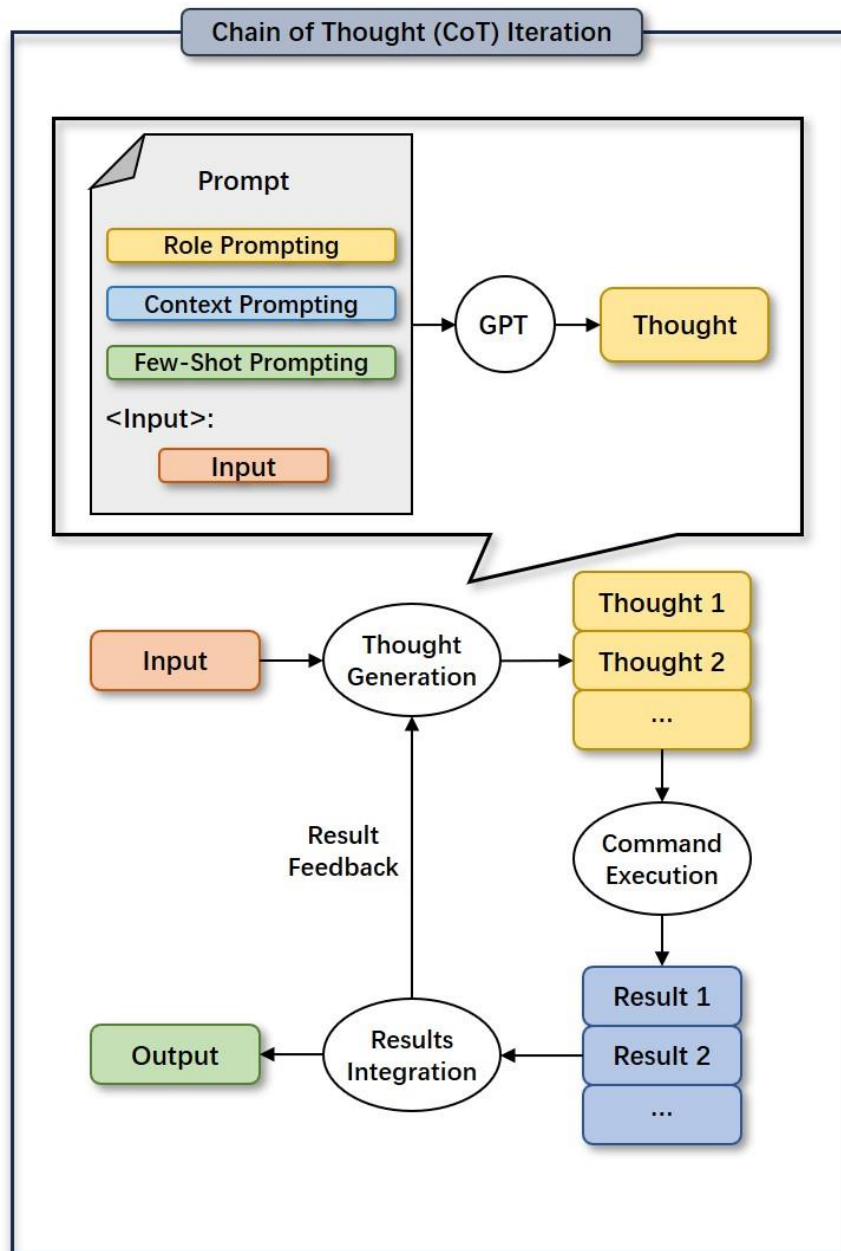 Chain of Thought (CoT) Iteration
Prompt
Role Prompting
Context Prompting
Few-Shot Prompting
<Input>:
Input
GPT
Thought
Input
Thought
Generation
Thought 1
Thought 2
...
Result
Feedback
Command
Execution
Output
Results
Integration
Result 1
Result 2
...